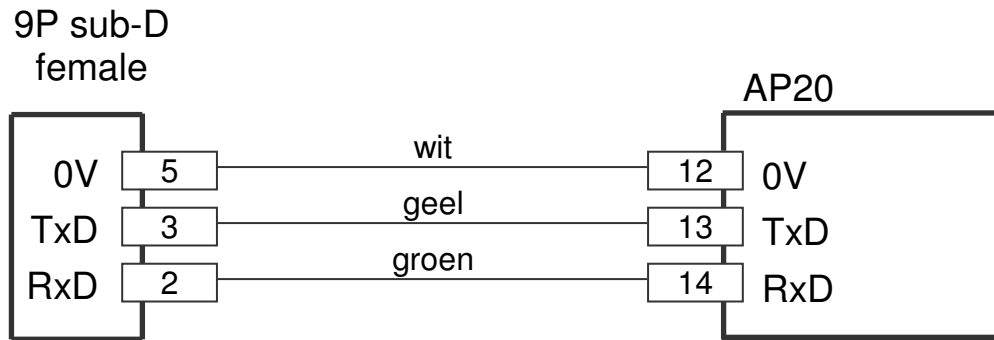 9P sub-D
female
AP20
0V 5 wit 12 0V
TxD 3 geel 13 TxD
RxD 2 groen 14 RxD